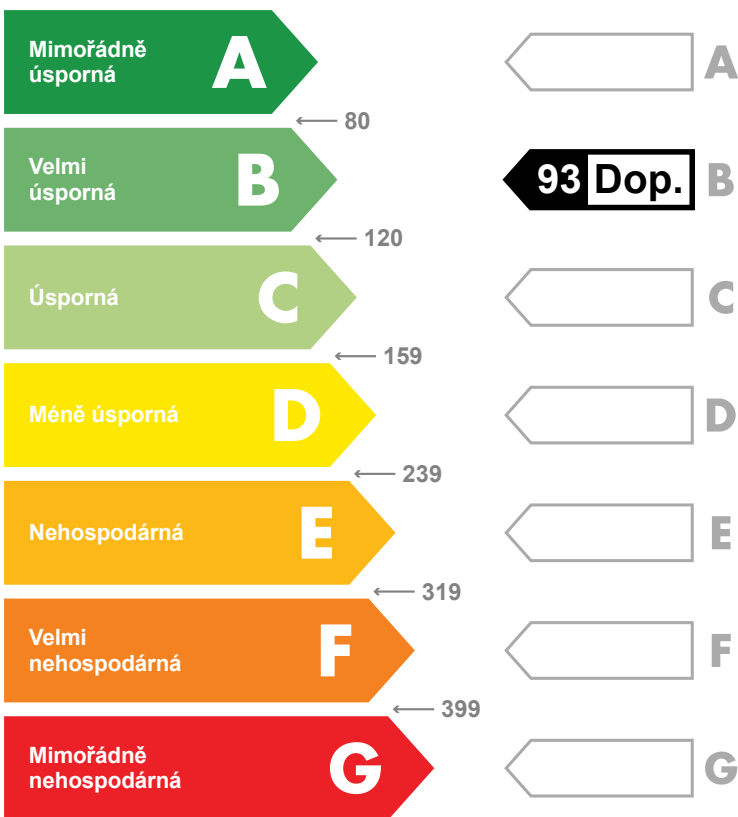 Mimořádně
úsporná
A
A
80
Velmi
úsporná
B
93 Dop.
B
120
Úsporná
C
C
159
Méně úsporná
D
D
239
Nehospodárná
E
E
319
Velmi
nehospodárná
F
F
399
Mimořádně
nehospodárná
G
G